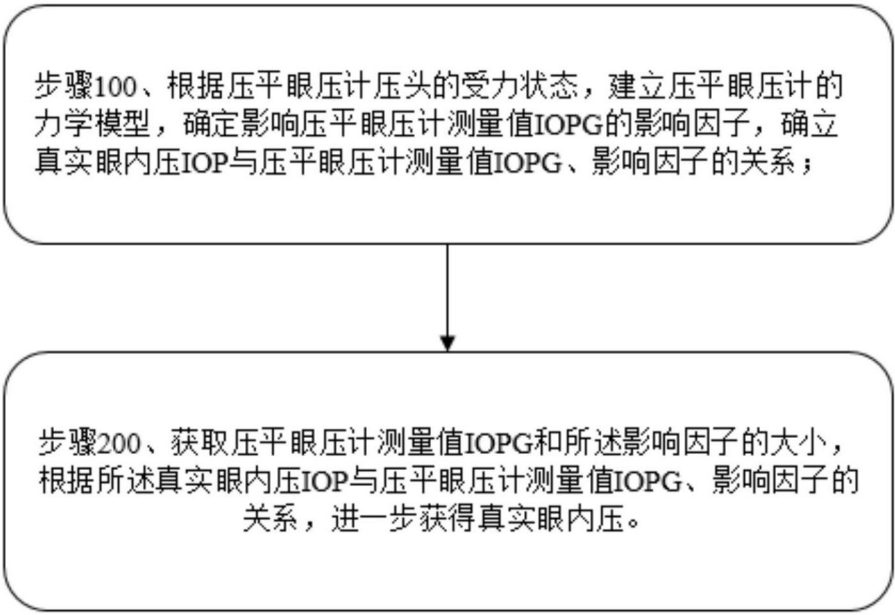 步骤100、根据压平眼压计压头的受力状态，建立压平眼压计的
力学模型，确定影响压平眼压计测量值IOPG的影响因子，确立
真实眼内压IOP与压平眼压计测量值IOPG、影响因子的关系；
步骤200、获取压平眼压计测量值IOPG和所述影响因子的大小，
根据所述真实眼内压IOP与压平眼压计测量值IOPG、影响因子的
关系，进一步获得真实眼内压。